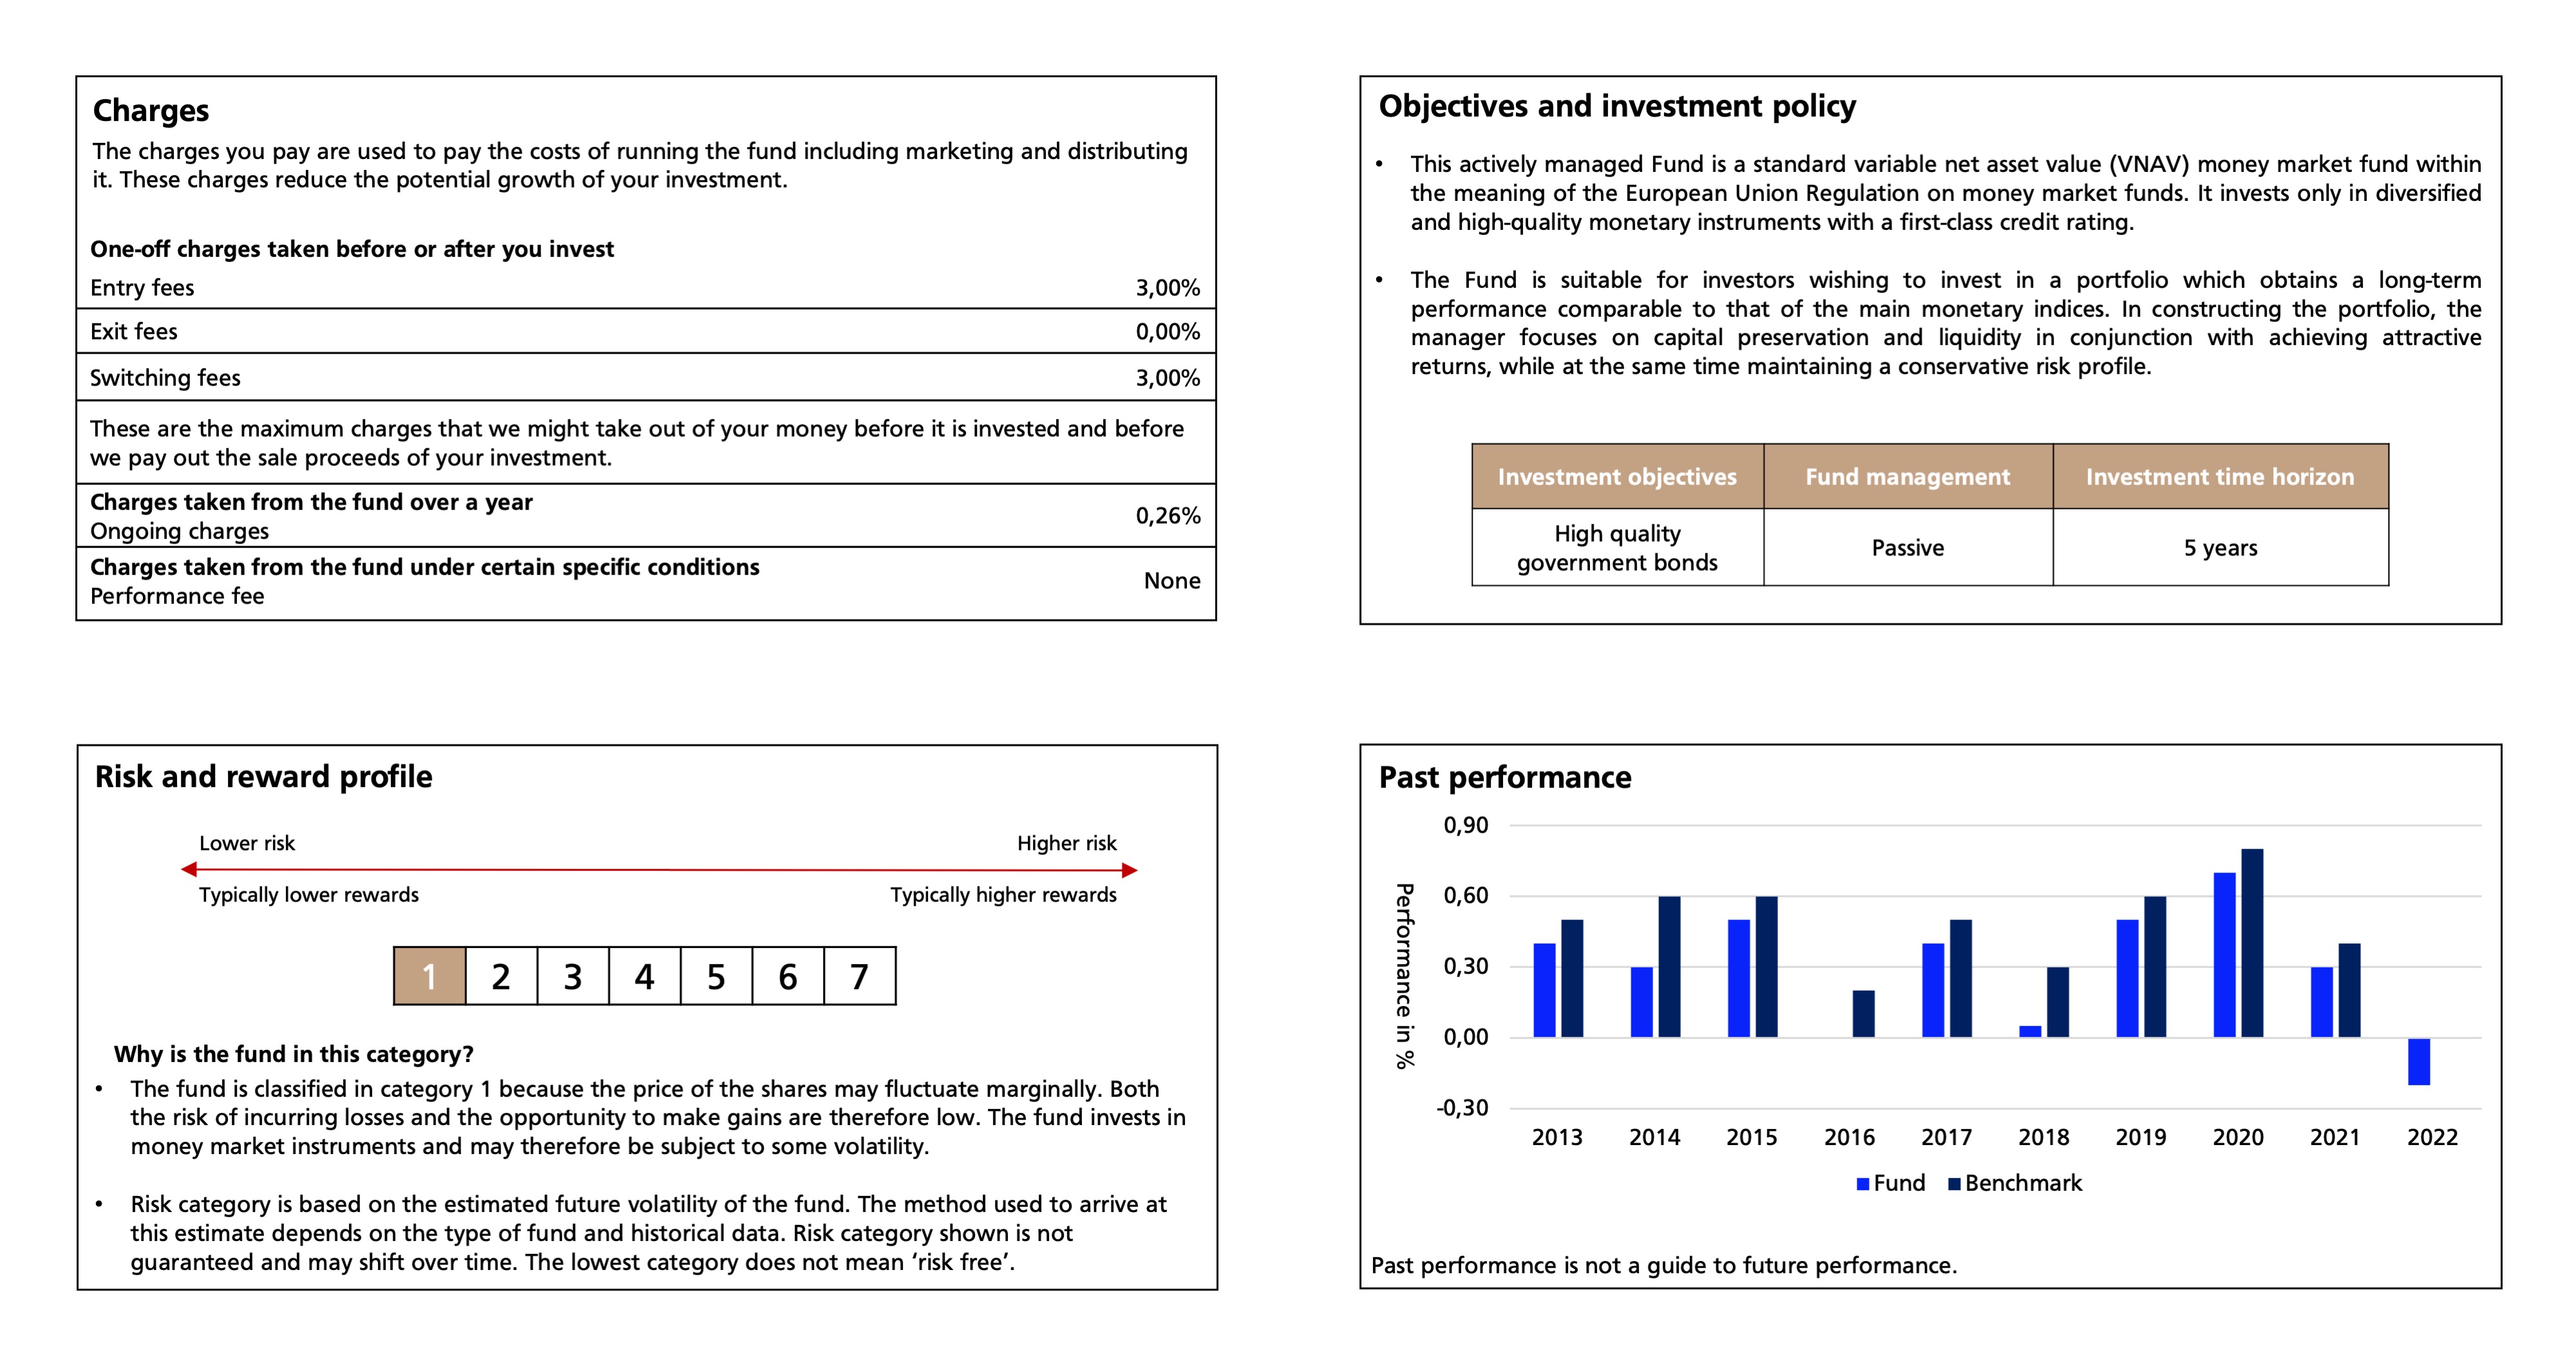 Charges
The charges you pay are used to pay the costs of running the fund including marketing and distributing
it. These charges reduce the potential growth of your investment.
One-off charges taken before or after you invest
Entry fees 3,00%
Exit fees 0,00%
Switching fees 3,00%
These are the maximum charges that we might take out of your money before it is invested and before
we pay out the sale proceeds of your investment.
Charges taken from the fund over a year
Ongoing charges 0,26%
Charges taken from the fund under certain specific conditions
Performance fee None
Objectives and investment policy
• This actively managed Fund is a standard variable net asset value (VNAV) money market fund within
the meaning of the European Union Regulation on money market funds. It invests only in diversified
and high-quality monetary instruments with a first-class credit rating.
• The Fund is suitable for investors wishing to invest in a portfolio which obtains a long-term
performance comparable to that of the main monetary indices. In constructing the portfolio, the
manager focuses on capital preservation and liquidity in conjunction with achieving attractive
returns, while at the same time maintaining a conservative risk profile.
Investment objectives Fund management Investment time horizon
High quality
government bonds Passive 5 years
Risk and reward profile
Lower risk Higher risk
Typically lower rewards Typically higher rewards
1 2 3 4 5 6 7
Why is the fund in this category?
• The fund is classified in category 1 because the price of the shares may fluctuate marginally. Both
the risk of incurring losses and the opportunity to make gains are therefore low. The fund invests in
money market instruments and may therefore be subject to some volatility.
• Risk category is based on the estimated future volatility of the fund. The method used to arrive at
this estimate depends on the type of fund and historical data. Risk category shown is not
guaranteed and may shift over time. The lowest category does not mean ‘risk free’.
Past performance
Performance in %
0,90
0,60
0,30
0,00
-0,30
2013 2014 2015 2016 2017 2018 2019 2020 2021 2022
Fund Benchmark
Past performance is not a guide to future performance.